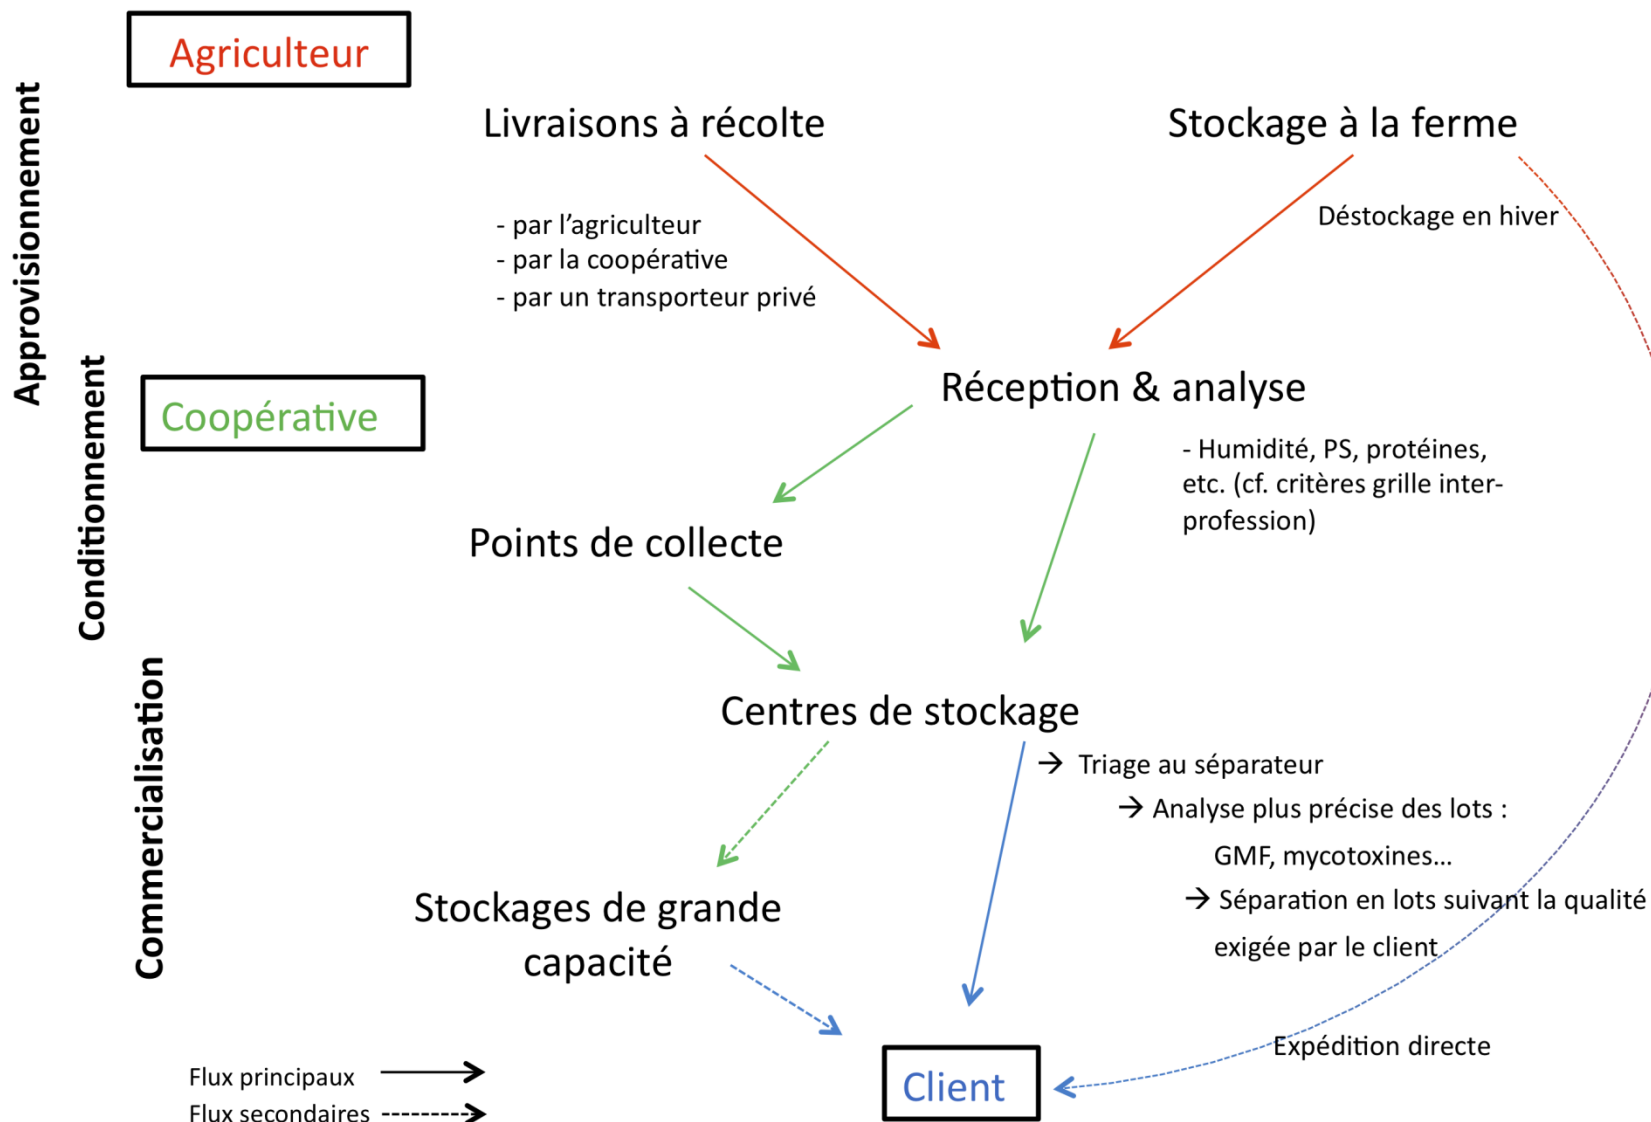 Agriculteur
Approvisionnement
Livraisons à récolte
Stockage à la ferme
- par l’agriculteur
- par la coopérative
- par un transporteur privé
Déstockage en hiver
Coopérative
Conditionnement
Réception & analyse
- Humidité, PS, protéines,
etc. (cf. critères grille inter-
profession)
Points de collecte
Commercialisation
Centres de stockage
→ Triage au séparateur
→ Analyse plus précise des lots :
GMF, mycotoxines...
→ Séparation en lots suivant la qualité
exigée par le client
Stockages de grande
capacité
Expédition directe
Client
Flux principaux
Flux secondaires